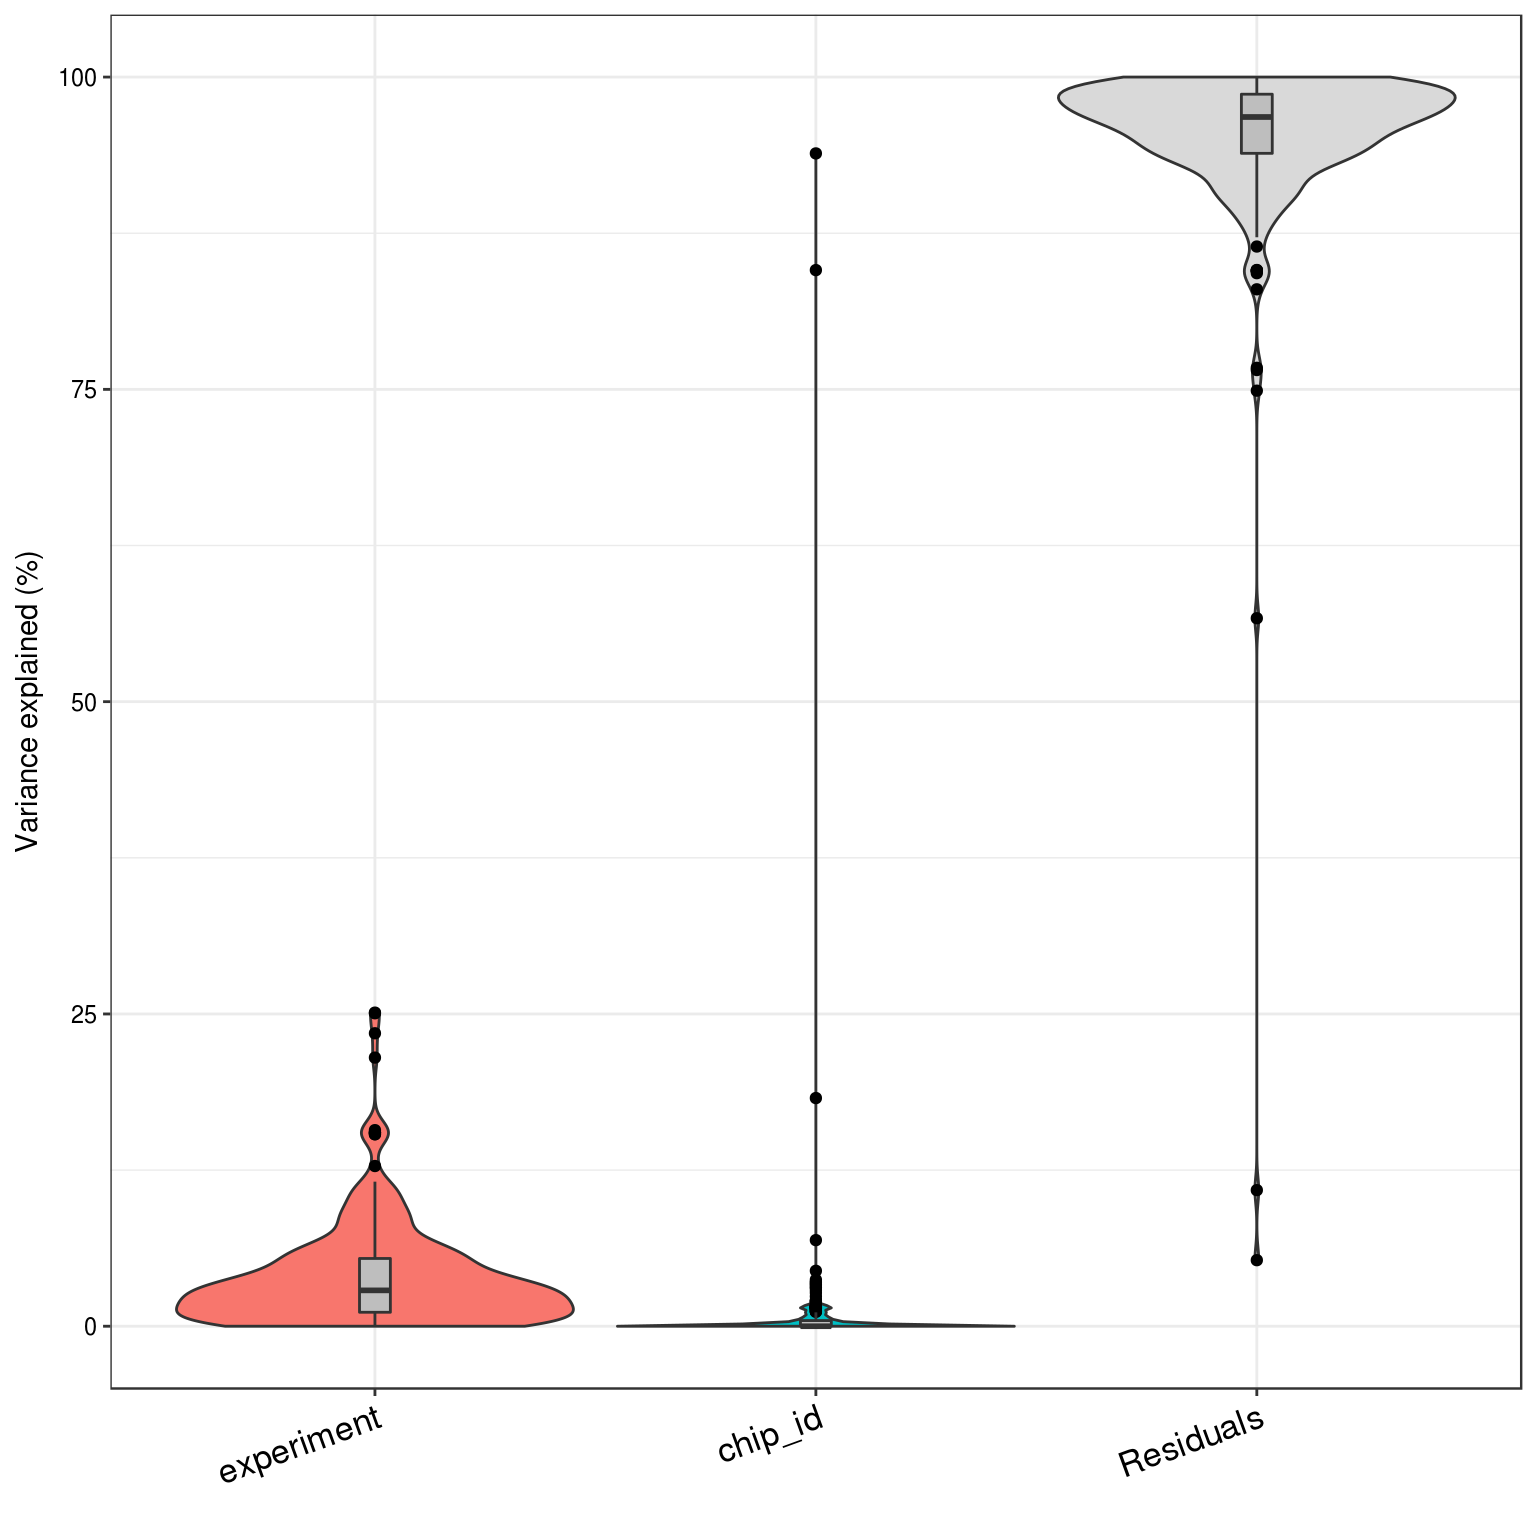 Variance explained (%)
100
75
50
25
0
experiment
chip_id
Residuals